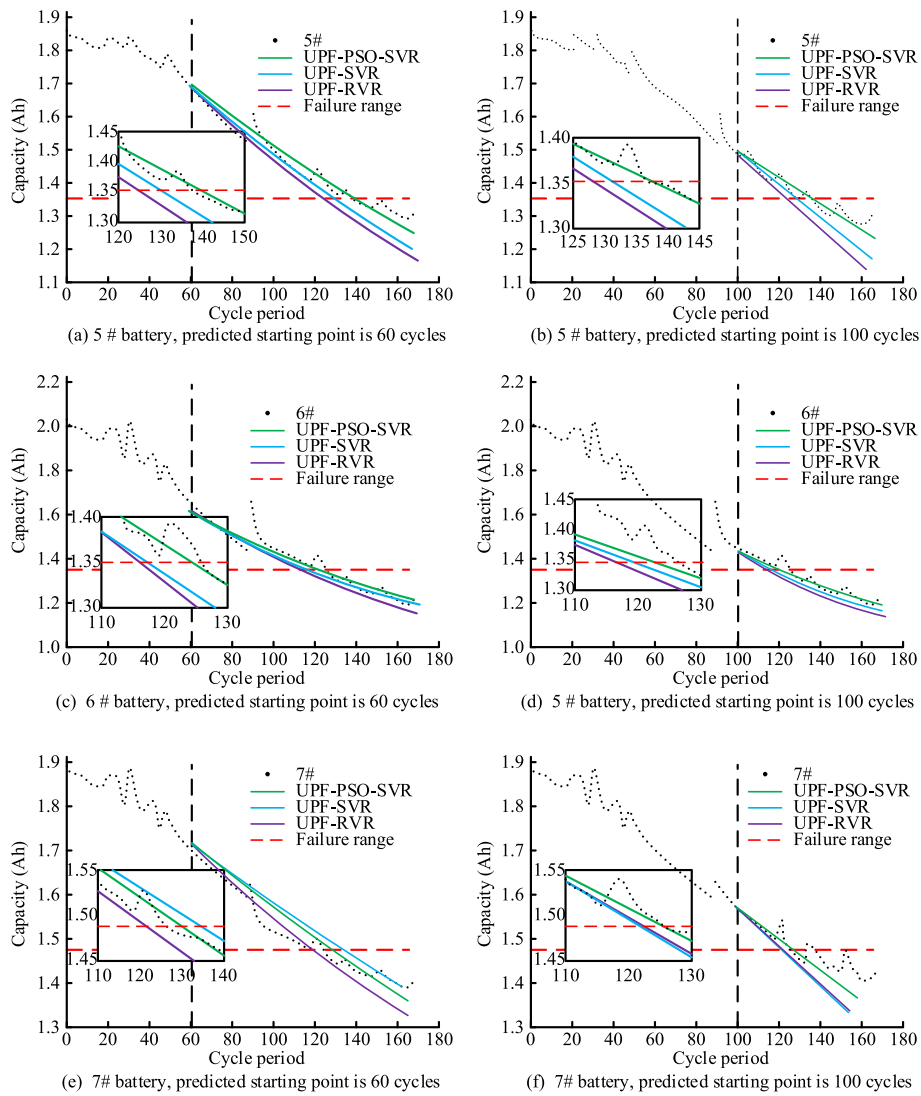 1.9
1.8
1.7
1.6
1.5
1.4
1.3
1.2
1.1
Capacity (Ah)
5#
UPF-PSO-SVR
UPF-SVR
UPF-RVR
Failure range
1.45
1.40
1.35
1.30
120 130 140 150
0 20 40 60 80 100 120 140 160 180
Cycle period
(a) 5 # battery, predicted starting point is 60 cycles
1.9
1.8
1.7
1.6
1.5
1.4
1.3
1.2
1.1
Capacity (Ah)
5#
UPF-PSO-SVR
UPF-SVR
UPF-RVR
Failure range
1.40
1.35
1.30
125 130 135 140 145
0 20 40 60 80 100 120 140 160 180
Cycle period
(b) 5 # battery, predicted starting point is 100 cycles
2.2
2.0
1.8
1.6
1.4
1.2
1.0
Capacity (Ah)
6#
UPF-PSO-SVR
UPF-SVR
UPF-RVR
Failure range
1.40
1.35
1.30
110 120 130
0 20 40 60 80 100 120 140 160 180
Cycle period
(c) 6 # battery, predicted starting point is 60 cycles
2.2
2.0
1.8
1.6
1.4
1.2
1.0
Capacity (Ah)
6#
UPF-PSO-SVR
UPF-SVR
UPF-RVR
Failure range
1.45
1.40
1.35
1.30
110 120 130
0 20 40 60 80 100 120 140 160 180
Cycle period
(d) 5 # battery, predicted starting point is 100 cycles
1.9
1.8
1.7
1.6
1.5
1.4
1.3
Capacity (Ah)
7#
UPF-PSO-SVR
UPF-SVR
UPF-RVR
Failure range
1.55
1.50
1.45
110 120 130 140
0 20 40 60 80 100 120 140 160 180
Cycle period
(e) 7# battery, predicted starting point is 60 cycles
1.9
1.8
1.7
1.6
1.5
1.4
1.3
Capacity (Ah)
7#
UPF-PSO-SVR
UPF-SVR
UPF-RVR
Failure range
1.55
1.50
1.45
110 120 130
0 20 40 60 80 100 120 140 160 180
Cycle period
(f) 7# battery, predicted starting point is 100 cycles